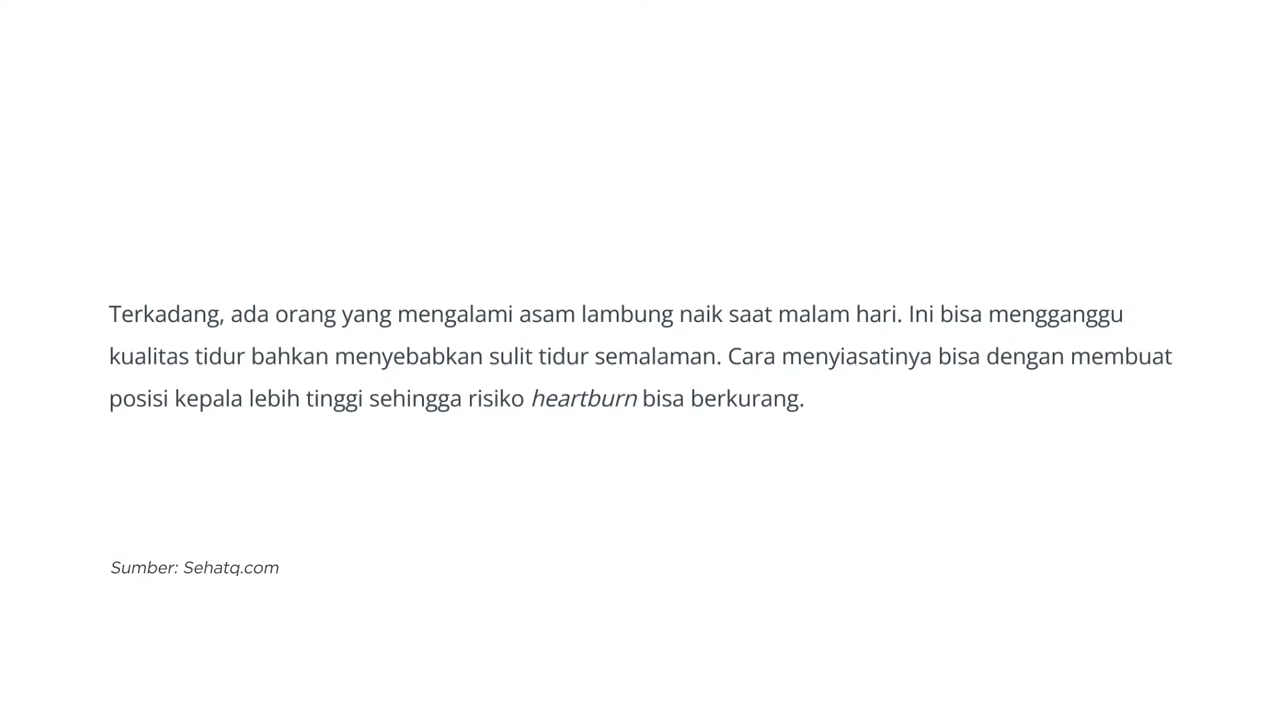 Terkadang, ada orang yang mengalami asam lambung naik saat malam hari. Ini bisa mengganggu
kualitas tidur bahkan menyebabkan sulit tidur semalaman. Cara menyiasatinya bisa dengan membuat
posisi kepala lebih tinggi sehingga risiko heartburn bisa berkurang.
Sumber: Sehatq.com